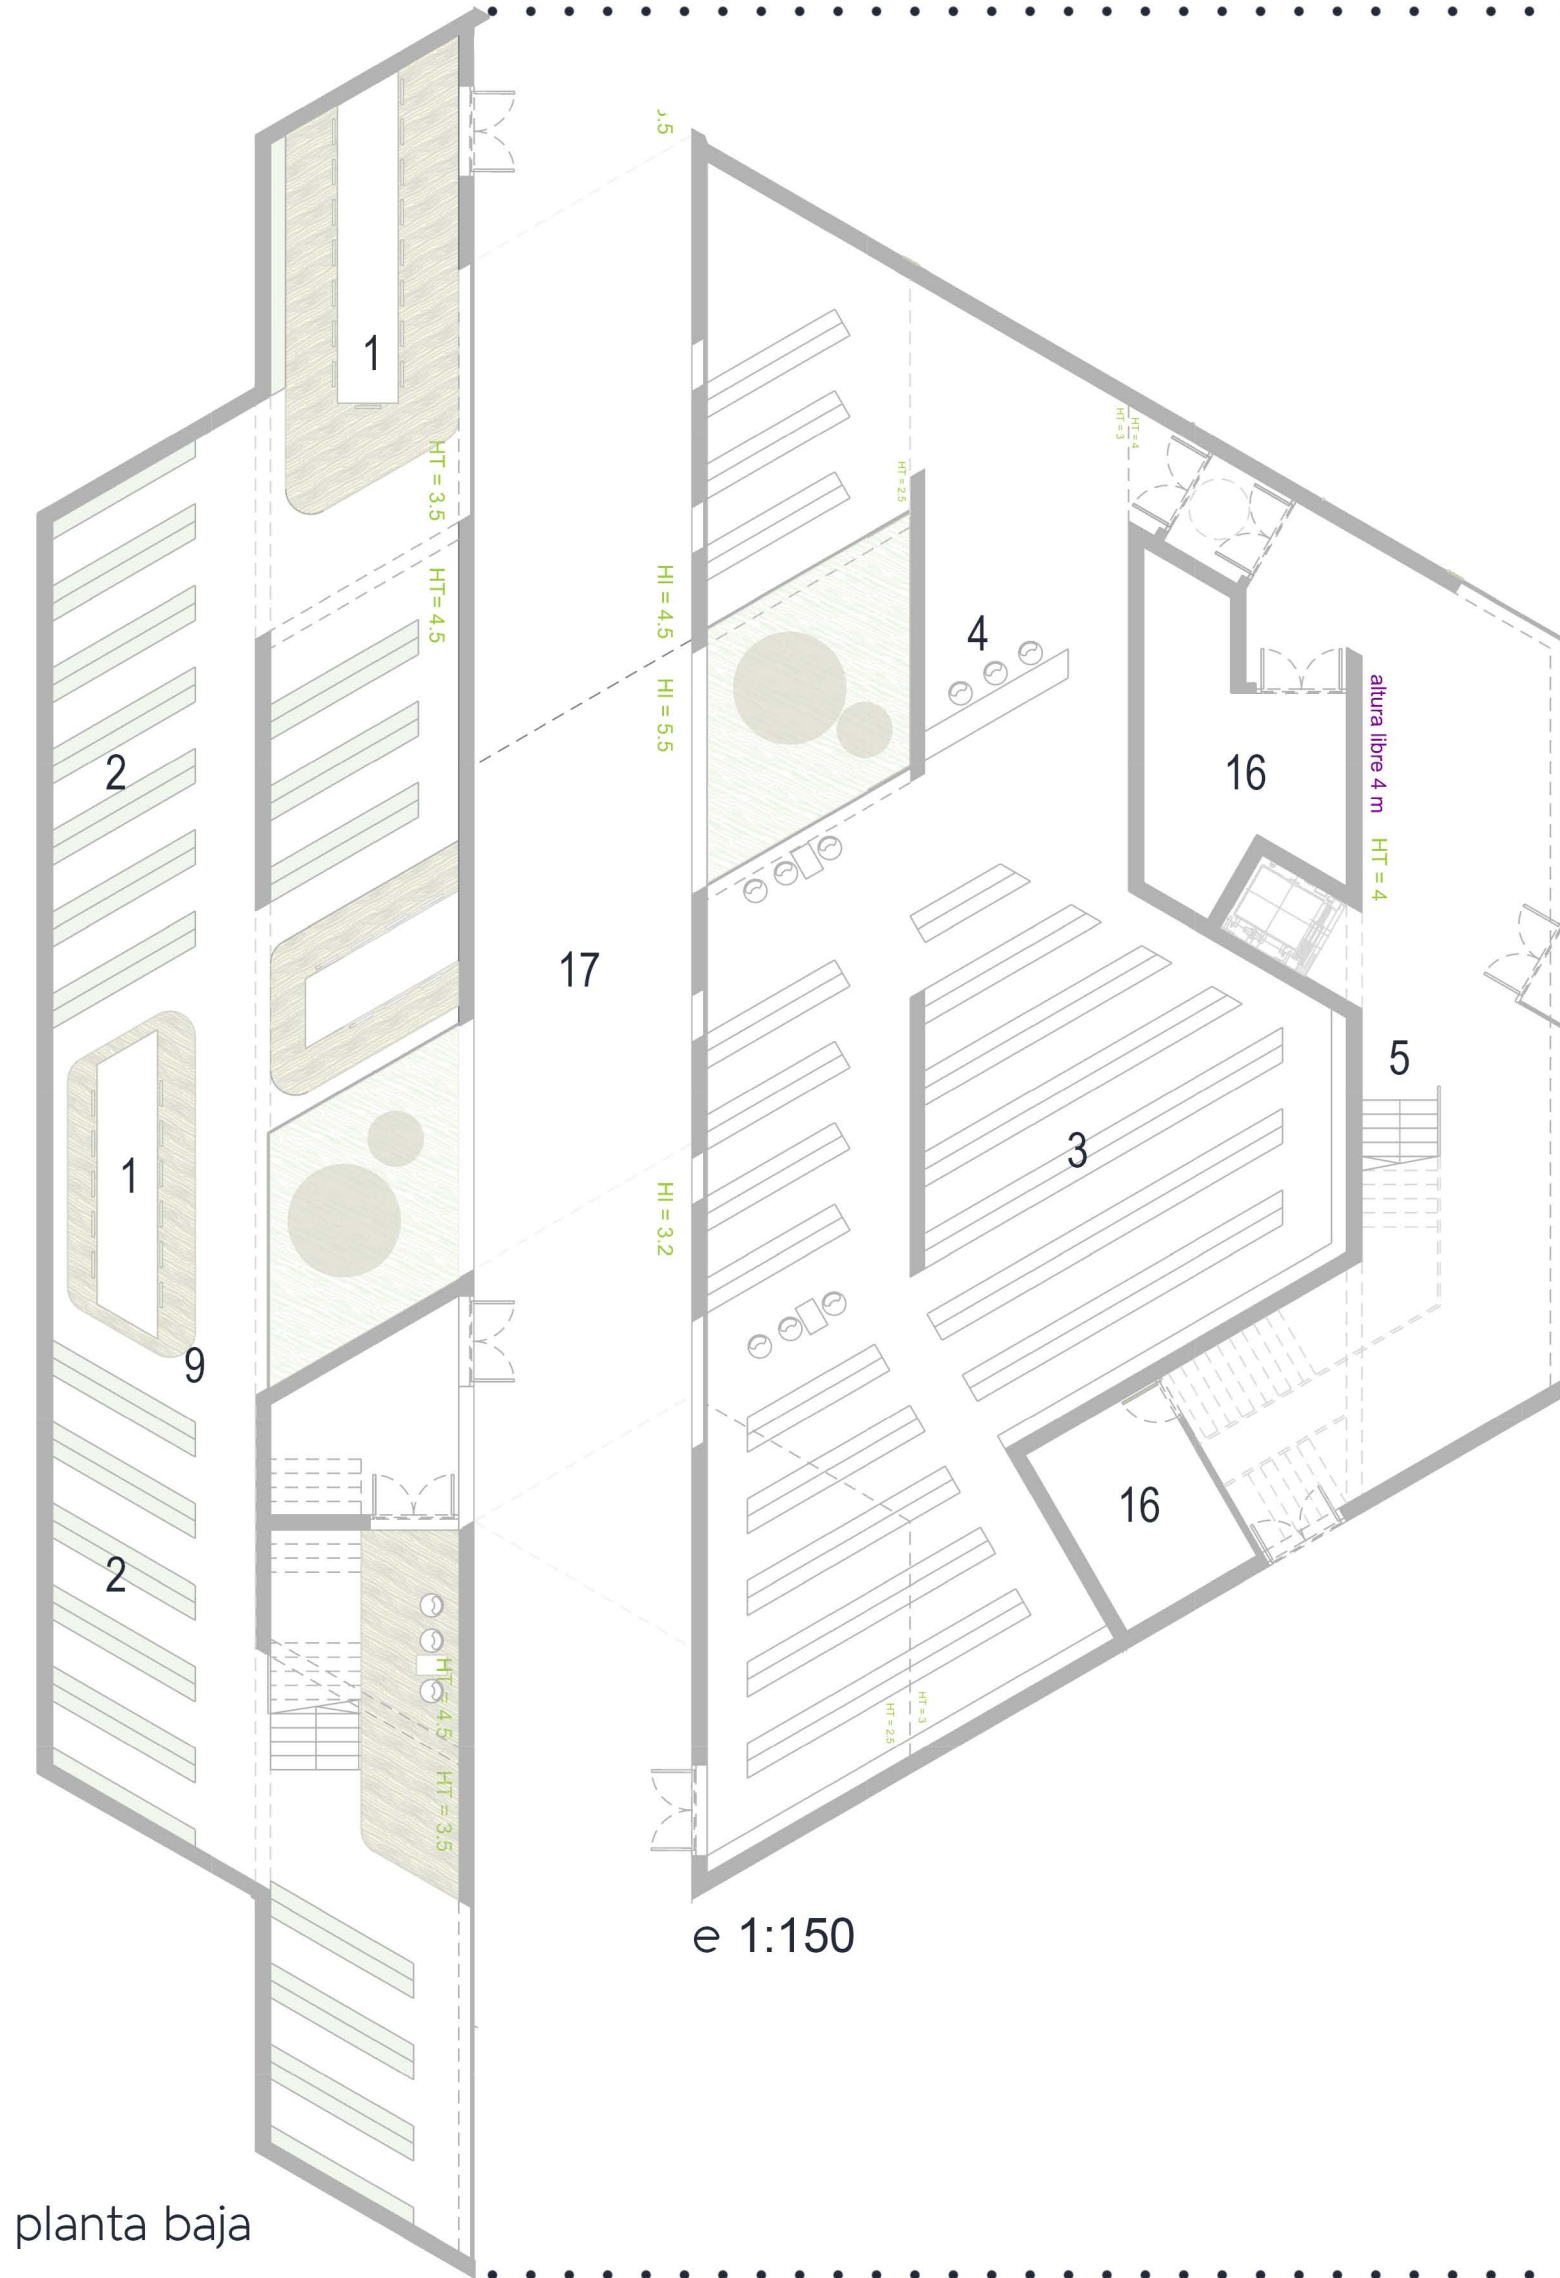 .5
1
HT = 3.5
HT = 4
HT = 3
HT = 2.5
HT = 4.5
HI = 4.5
4
altura libre 4 m
HI = 5.5
2
16
HT = 4
17
5
3
1
HI = 3.2
9
16
2
HT = 4.5
HT = 3
HT = 2.5
HT = 3.5
e 1:150
planta baja